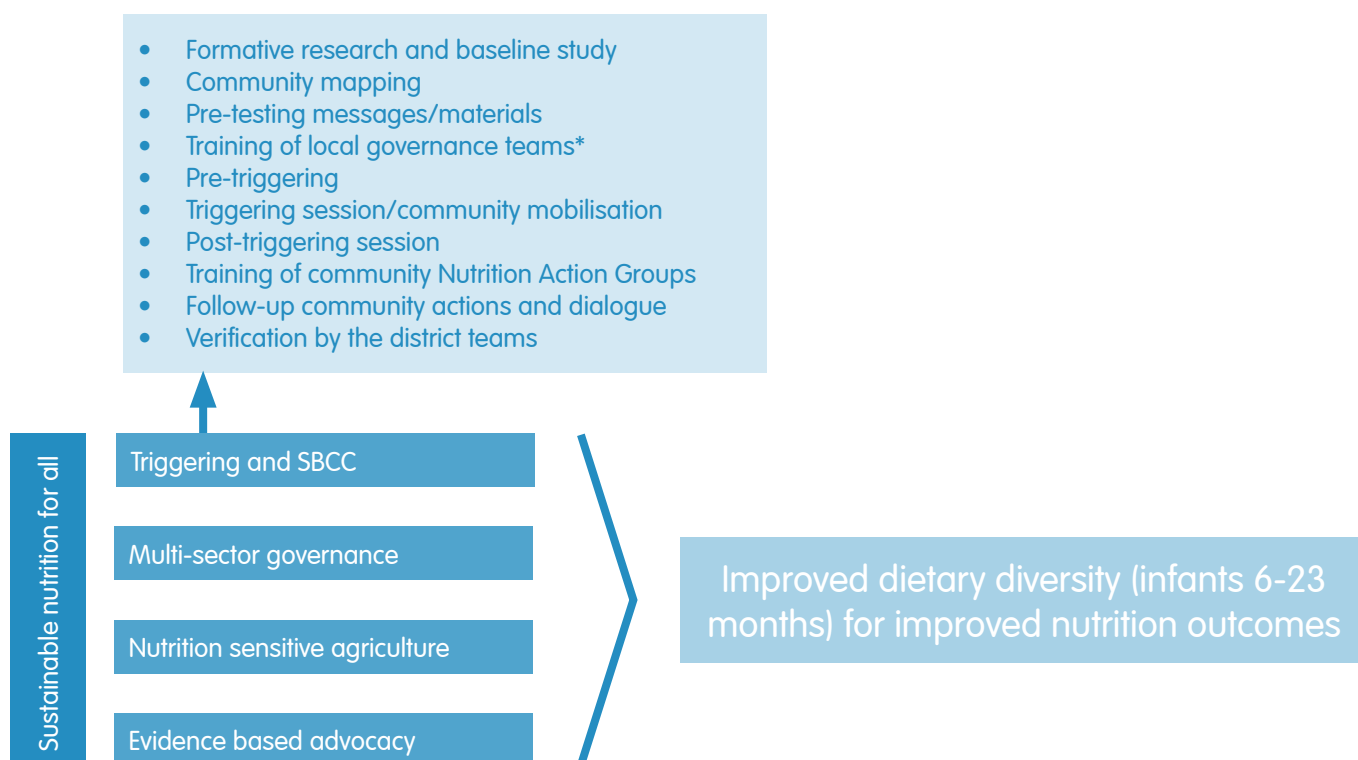 • Formative research and baseline study
• Community mapping
• Pre-testing messages/materials
• Training of local governance teams*
• Pre-triggering
• Triggering session/community mobilisation
• Post-triggering session
• Training of community Nutrition Action Groups
• Follow-up community actions and dialogue
• Verification by the district teams
Sustainable nutrition for all
Triggering and SBCC
Multi-sector governance
Nutrition sensitive agriculture
Evidence based advocacy
Improved dietary diversity (infants 6-23
months) for improved nutrition outcomes